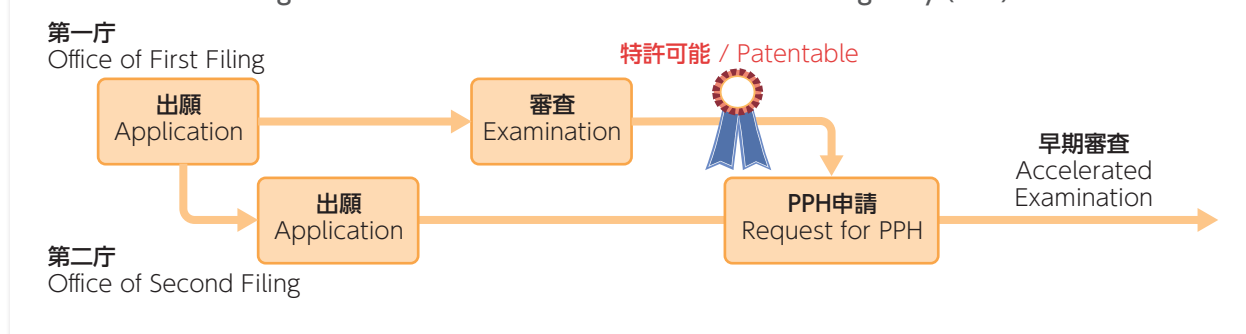 第一庁
Office of First Filing
特許可能 / Patentable
出願
Application
審査
Examination
早期審査
Accelerated
Examination
出願
Application
PPH申請
Request for PPH
第二庁
Office of Second Filing